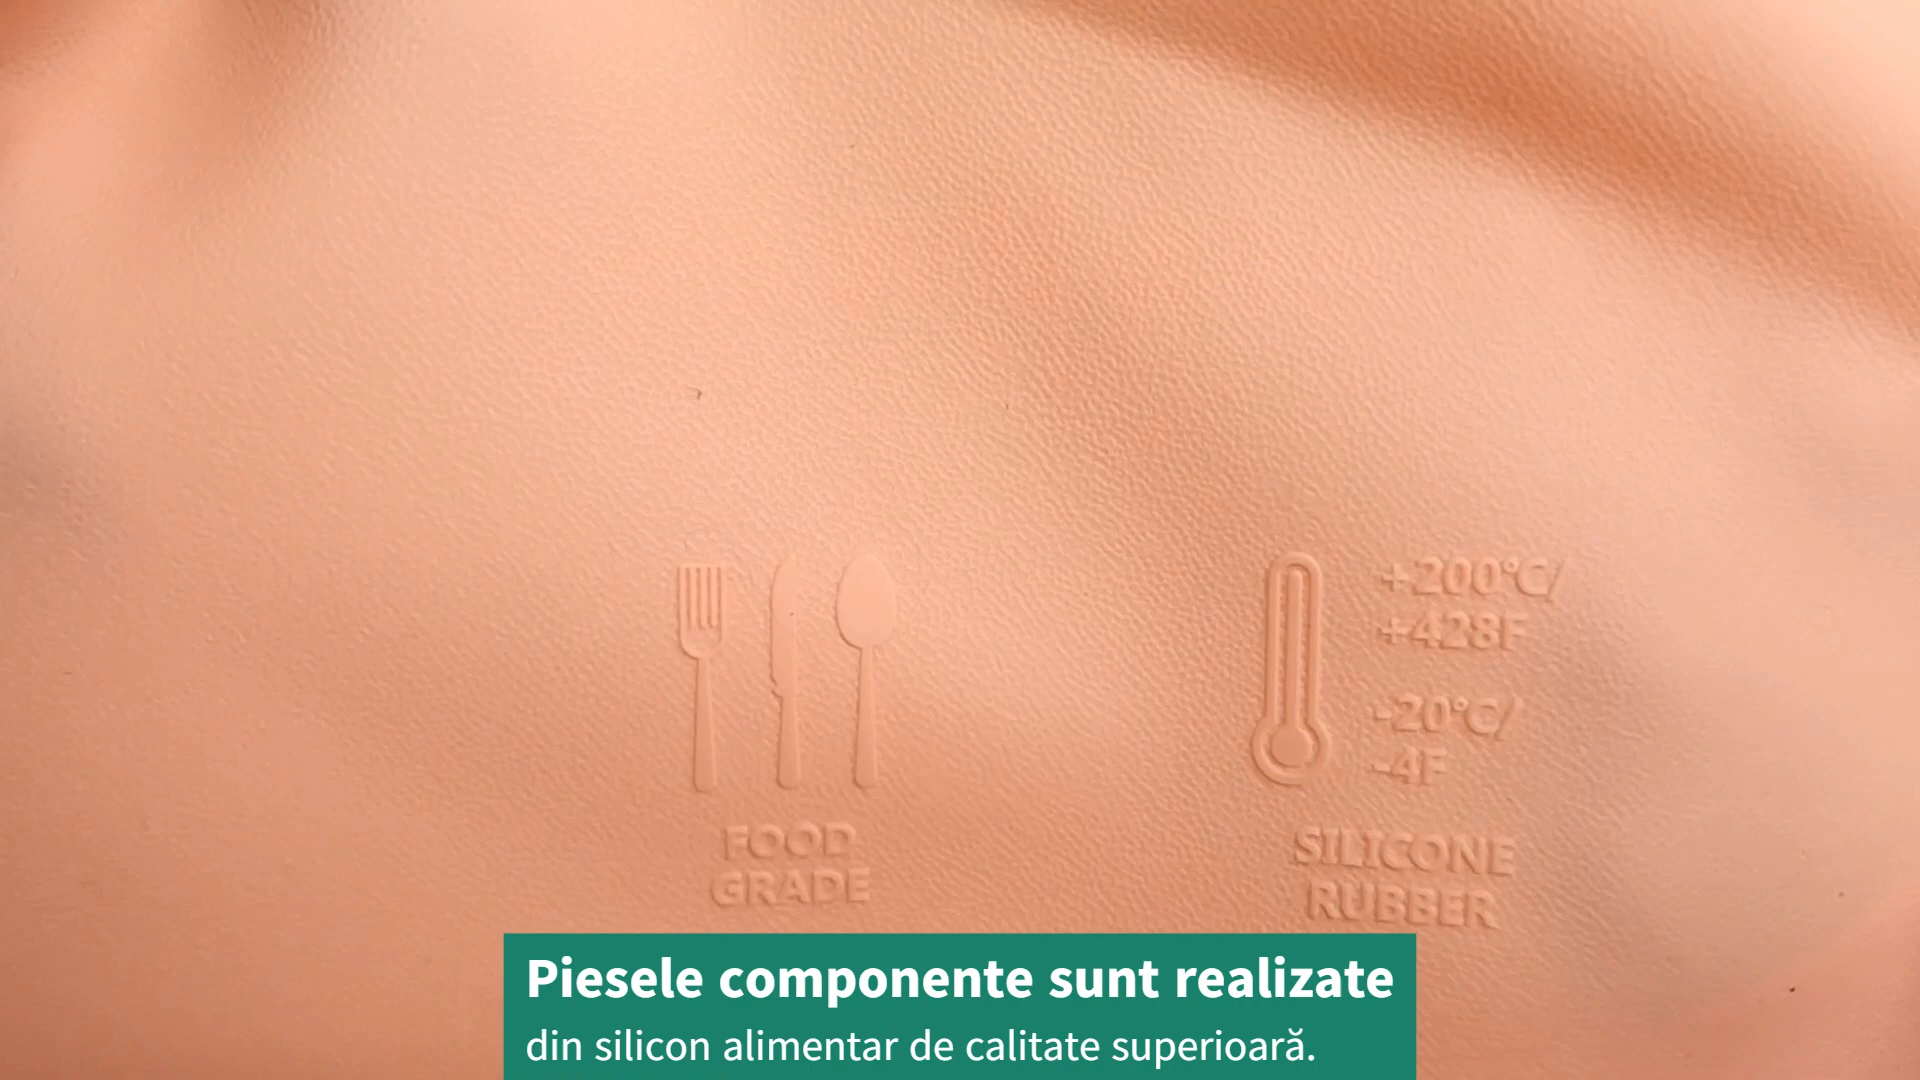 +200°C/
+428F
-20°C/
-4F
FOOD
GRADE
SILICONE
RUBBER
Piesele componente sunt realizate
din silicon alimentar de calitate superioară.